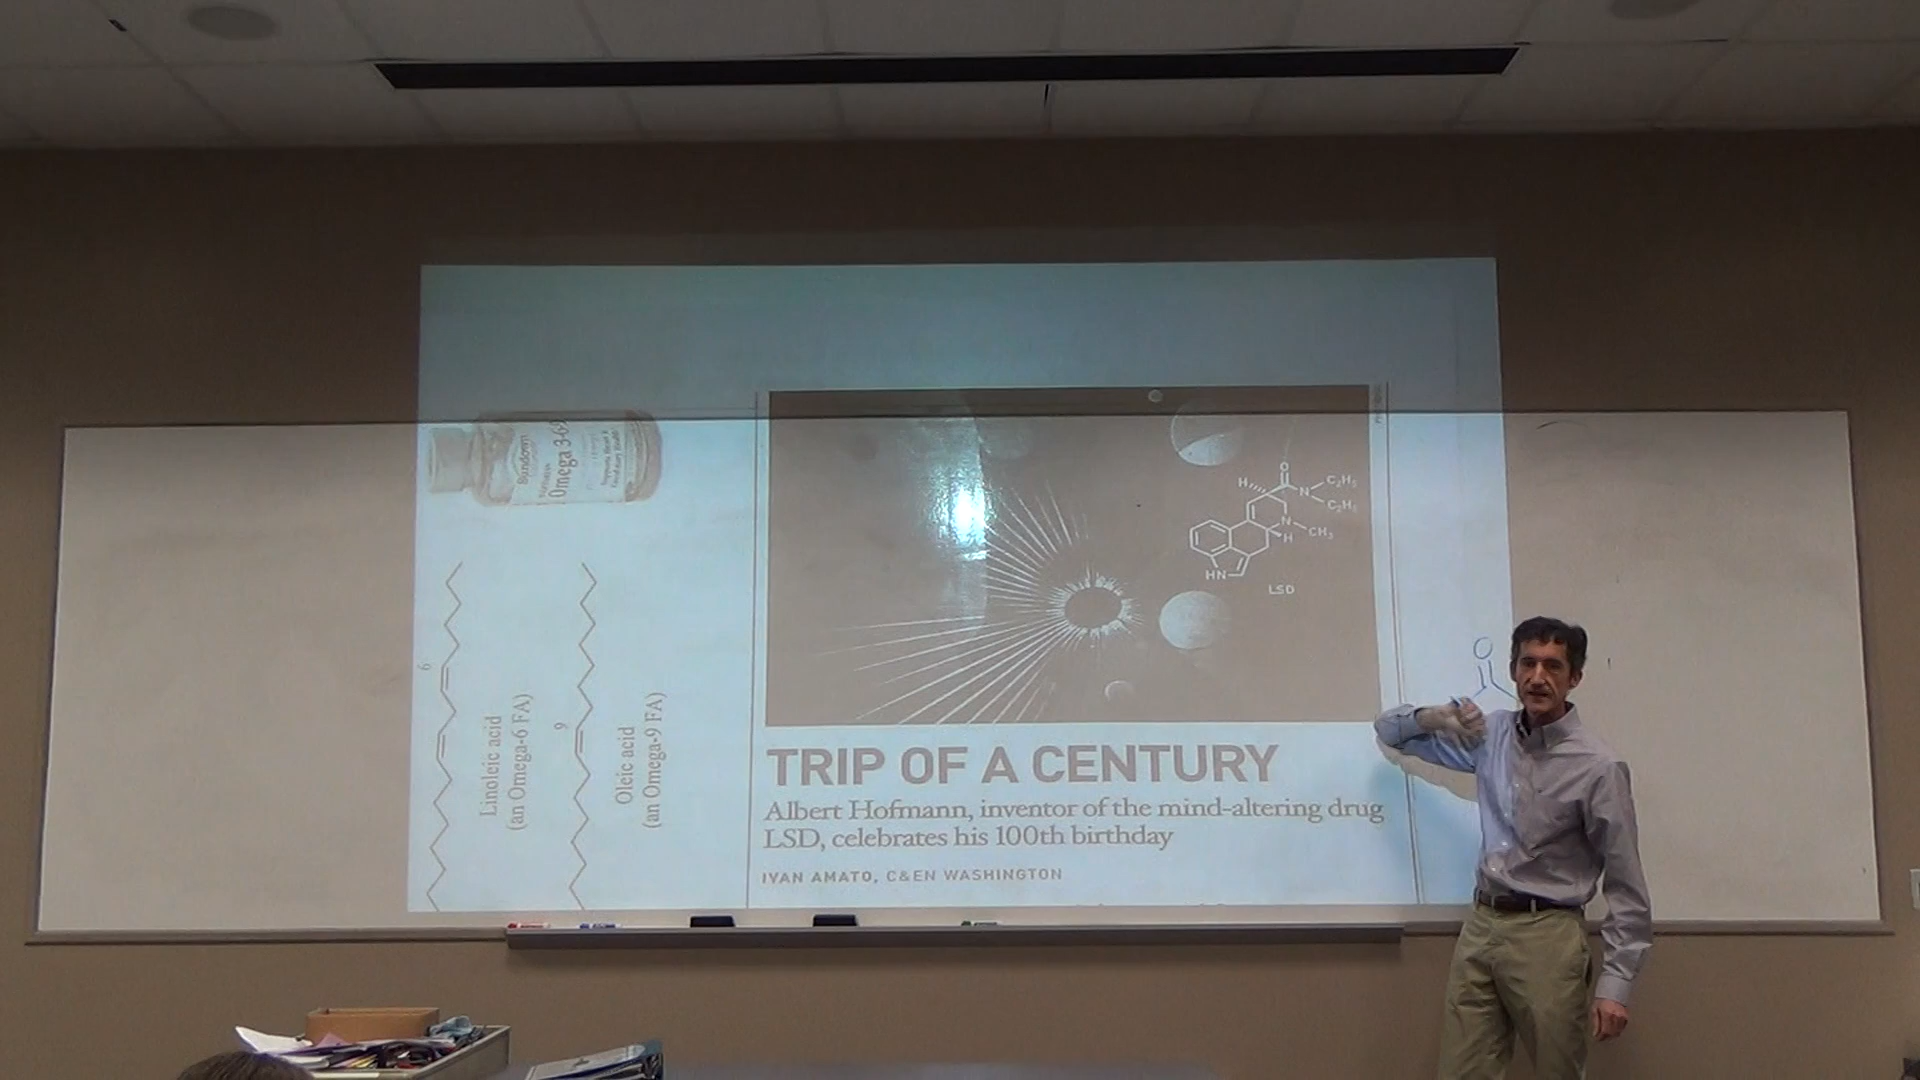 Sundown
Omega 3-6-9
6
Linoleic acid
(an Omega-6 FA)
9
Oleic acid
(an Omega-9 FA)
O
H
N
C₂H₅
C₂H₅
N
CH₃
H
HN
LSD
TRIP OF A CENTURY
Albert Hofmann, inventor of the mind-altering drug
LSD, celebrates his 100th birthday
IVAN AMATO, C&EN WASHINGTON
O